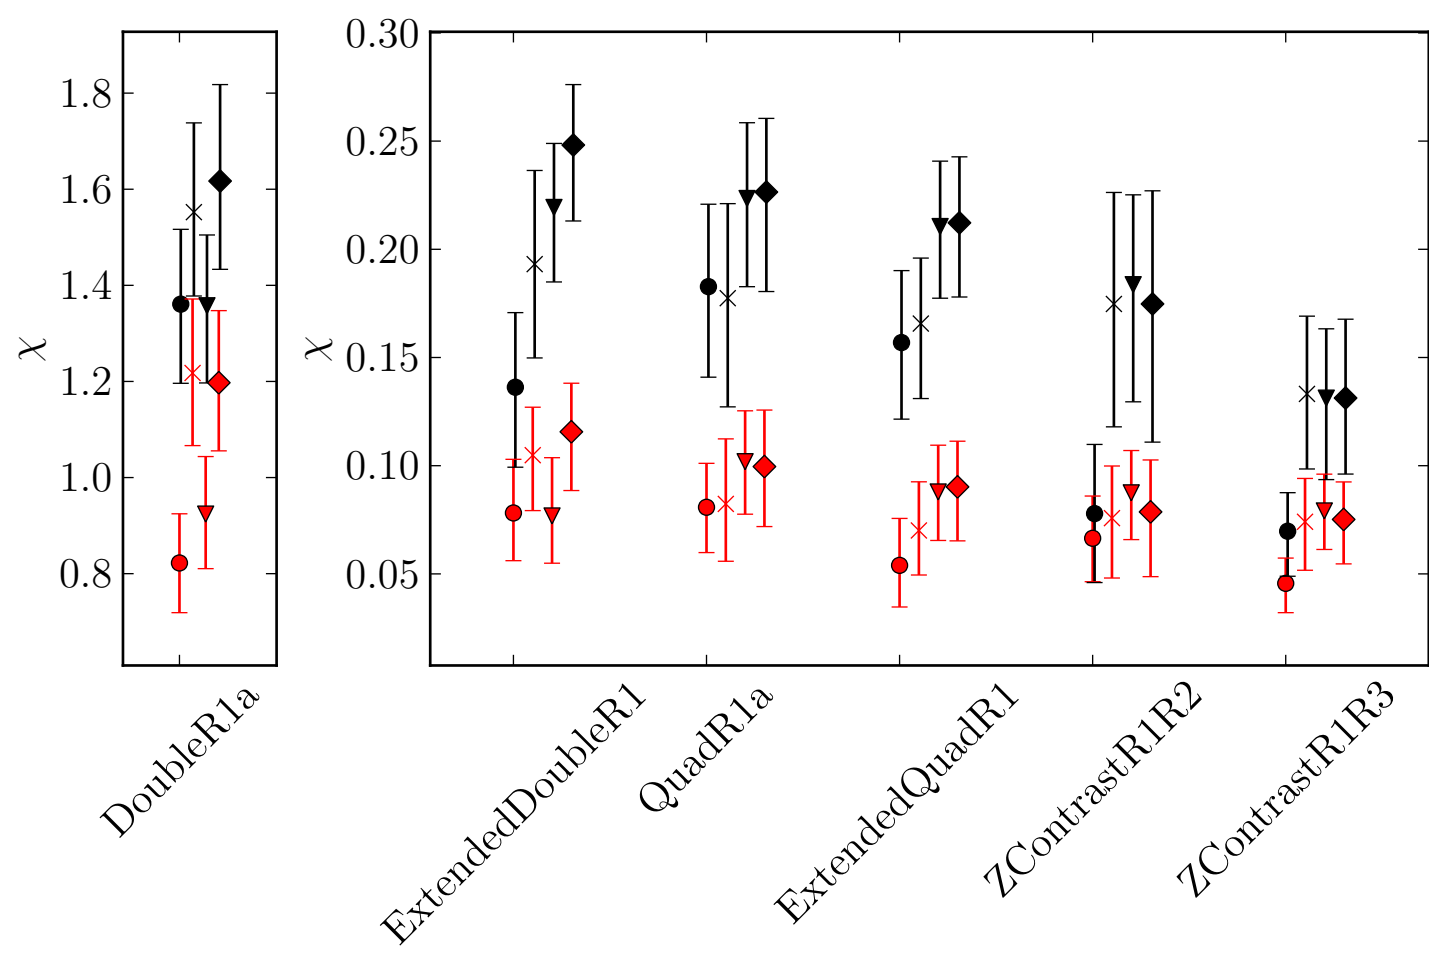 χ
1.8
1.6
1.4
1.2
1.0
0.8
DoubleR1a
χ
0.30
0.25
0.20
0.15
0.10
0.05
ExtendedDoubleR1
QuadR1a
ExtendedQuadR1
ZContrastR1R2
ZContrastR1R3